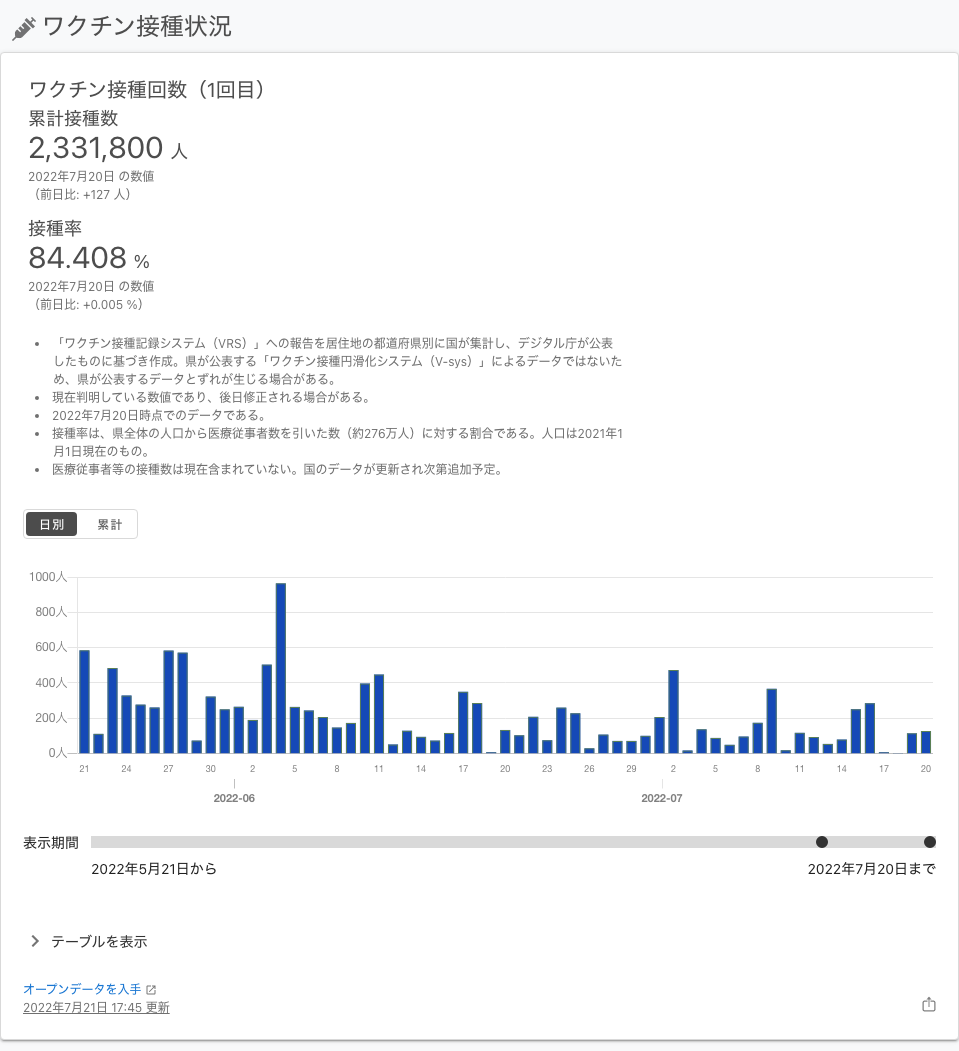 ワクチン接種状況
ワクチン接種回数（1回目）
累計接種数
2,331,800 人
2022年7月20日 の数値
（前日比: +127 人）
接種率
84.408 %
2022年7月20日 の数値
（前日比: +0.005 %）
• 「ワクチン接種記録システム（VRS）」への報告を居住地の都道府県別に国が集計し、デジタル庁が公表
したものに基づき作成。県が公表する「ワクチン接種円滑化システム（V-sys）」によるデータではないた
め、県が公表するデータとずれが生じる場合がある。
• 現在判明している数値であり、後日修正される場合がある。
• 2022年7月20日時点でのデータである。
• 接種率は、県全体の人口から医療従事者数を引いた数（約276万人）に対する割合である。人口は2021年1
月1日現在のもの。
• 医療従事者等の接種数は現在含まれていない。国のデータが更新され次第追加予定。
日別 累計
1000人
800人
600人
400人
200人
0人
21 24 27 30 2 5 8 11 14 17 20 23 26 29 2 5 8 11 14 17 20
2022-06 2022-07
表示期間
2022年5月21日から 2022年7月20日まで
テーブルを表示
オープンデータを入手
2022年7月21日 17:45 更新